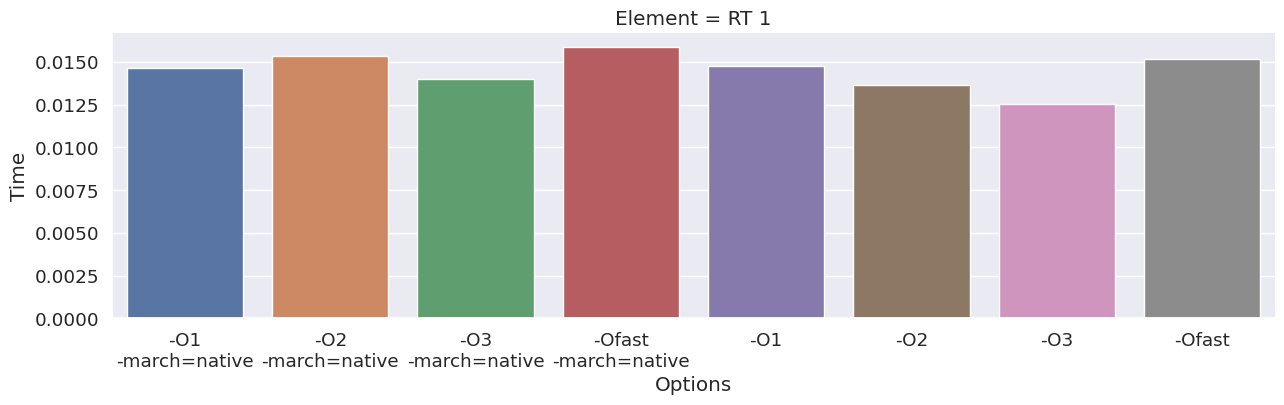 Element = RT 1
Time
0.0150
0.0125
0.0100
0.0075
0.0050
0.0025
0.0000
-O1 -O2 -O3 -Ofast -O1 -O2 -O3 -Ofast
-march=native -march=native -march=native -march=native
Options